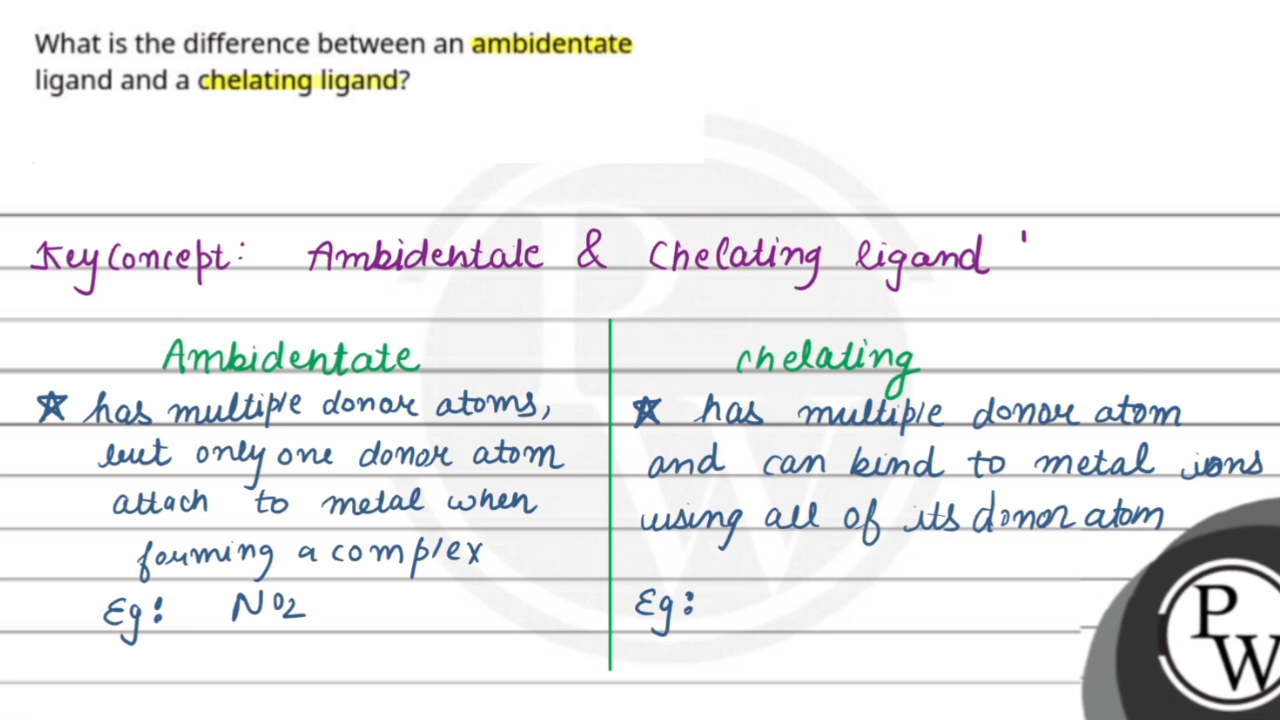 What is the difference between an ambidentate
ligand and a chelating ligand?
Key Concept: Ambidentate & Chelating ligand '
Ambidentate
chelating
☆ has multiple donor atoms,
but only one donor atom
attach to metal when
forming a complex
Eg: NO2
☆ has multiple donor atom
and can bind to metal ions
using all of its donor atom
Eg:
P
W
PW